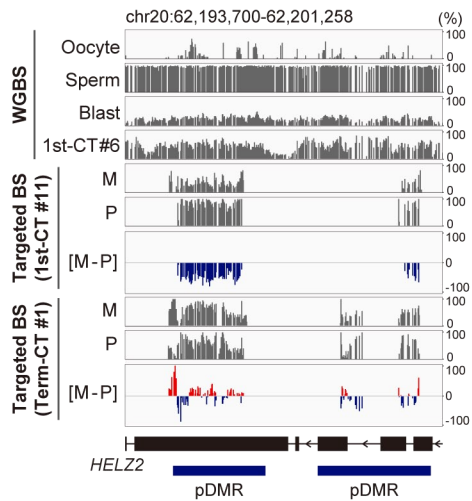 chr20:62,193,700-62,201,258 (%)
WGBS
Oocyte 100 0
Sperm 100 0
Blast 100 0
1st-CT#6 100 0
Targeted BS (1st-CT #11)
M 100 0
P 100 0
[M-P] 100 -100
Targeted BS (Term-CT #1)
M 100 0
P 100 0
[M-P] 100 -100
HELZ2
pDMR pDMR